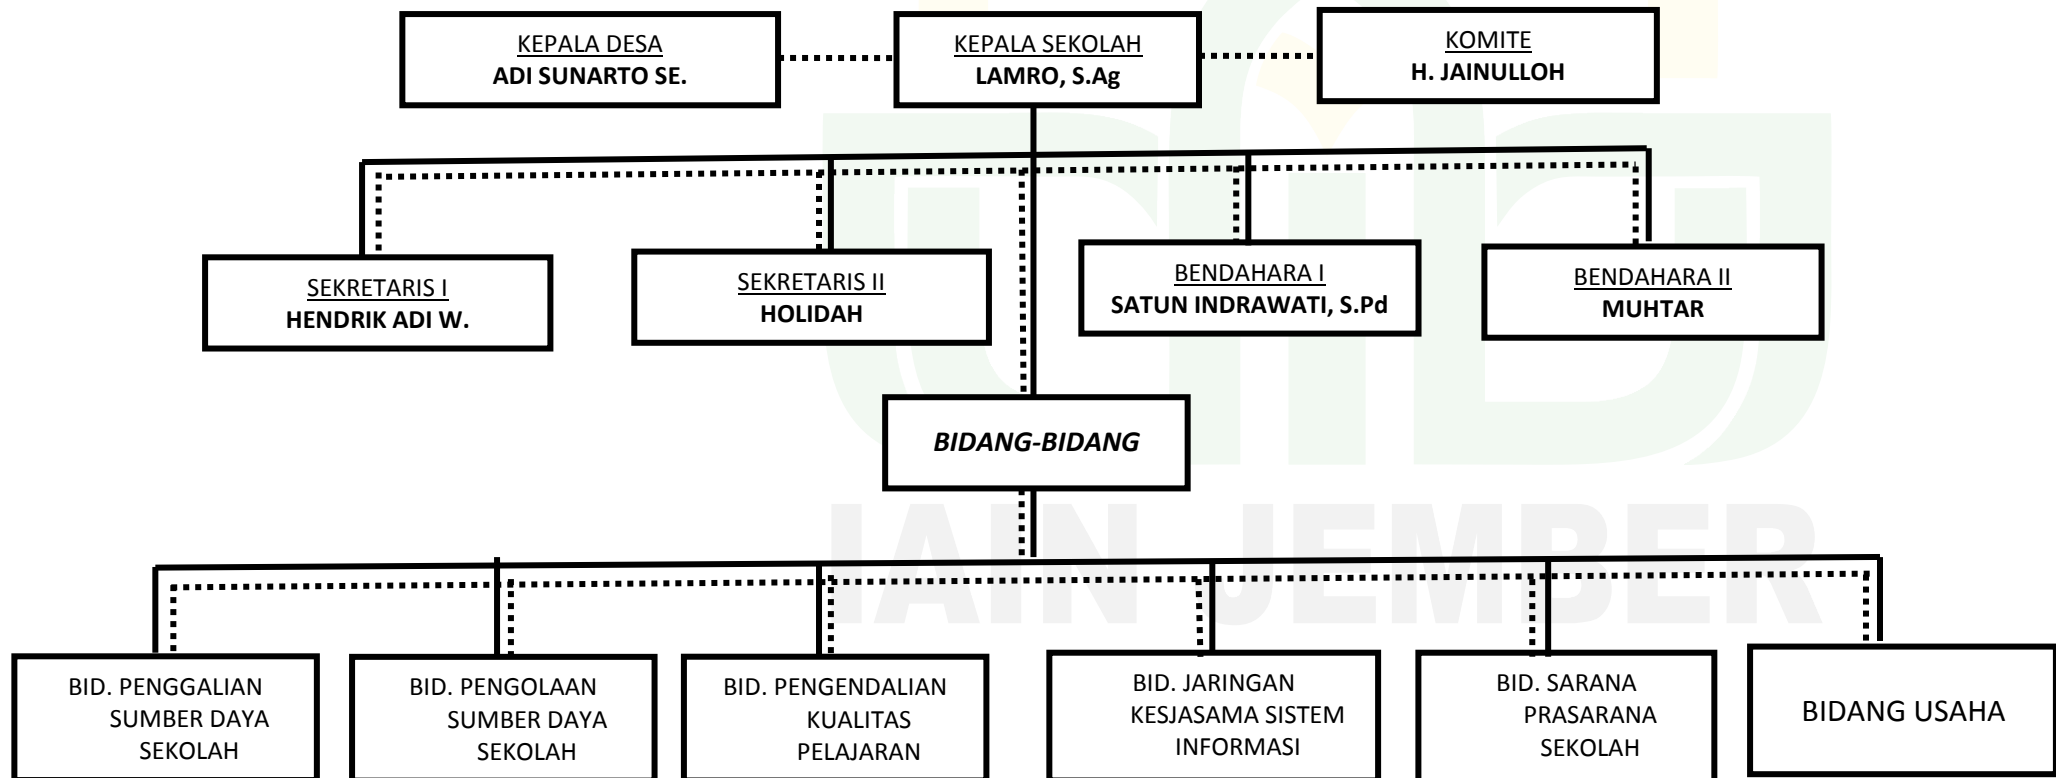 KEPALA DESA
ADI SUNARTO SE.
KEPALA SEKOLAH
LAMRO, S.Ag
KOMITE
H. JAINULLOH
SEKRETARIS I
HENDRIK ADI W.
SEKRETARIS II
HOLIDAH
BENDAHARA I
SATUN INDRAWATI, S.Pd
BENDAHARA II
MUHTAR
BIDANG-BIDANG
IAIN JEMBER
BID. PENGGALIAN
SUMBER DAYA
SEKOLAH
BID. PENGOLAAN
SUMBER DAYA
SEKOLAH
BID. PENGENDALIAN
KUALITAS
PELAJARAN
BID. JARINGAN
KESJASAMA SISTEM
INFORMASI
BID. SARANA
PRASARANA
SEKOLAH
BIDANG USAHA